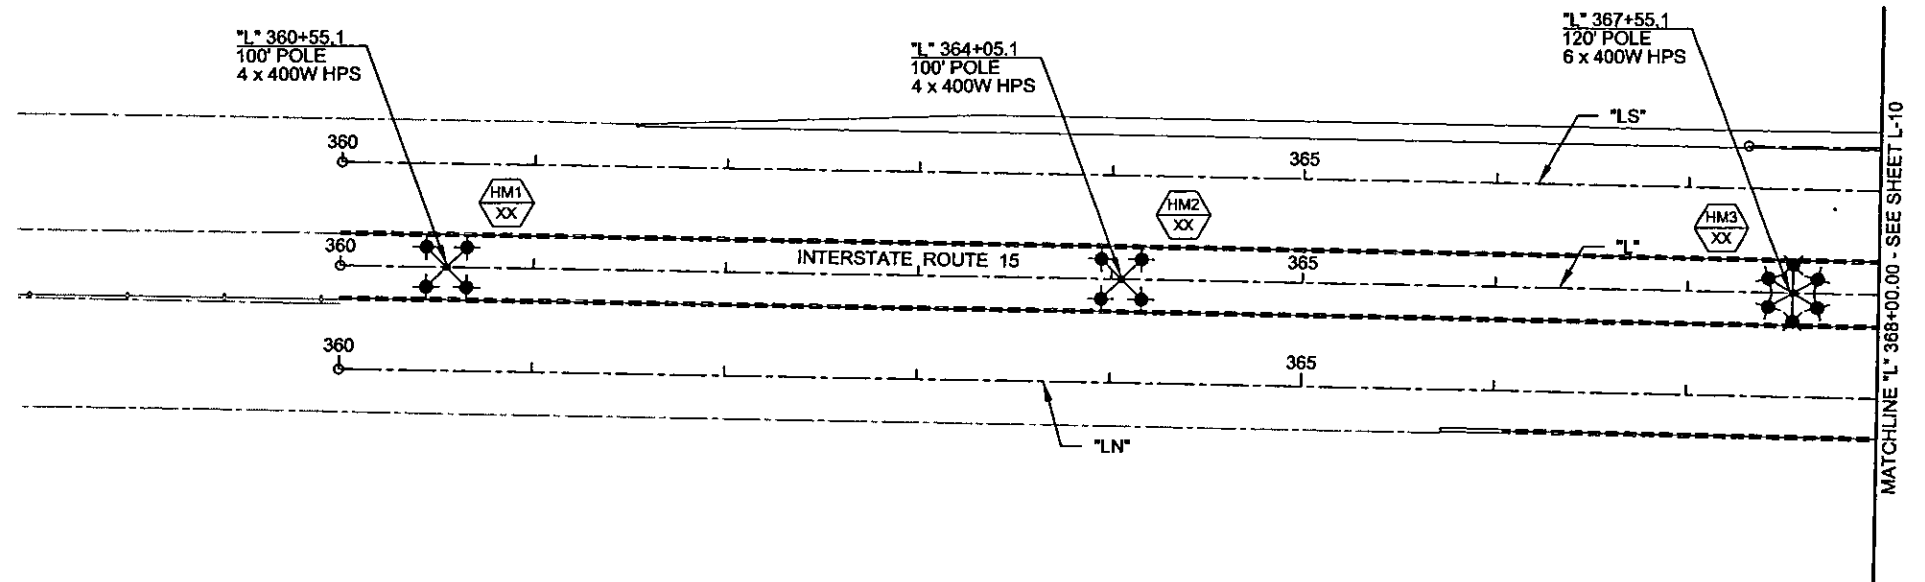 "L" 360+55.1
100' POLE
4 x 400W HPS
"L" 364+05.1
100' POLE
4 x 400W HPS
"L" 367+55.1
120' POLE
6 x 400W HPS
"LS"
360
365
HM1
XX
HM2
XX
HM3
XX
360
INTERSTATE ROUTE 15
365
"L"
360
365
"LN"
MATCHLINE "L" 368+00.00 - SEE SHEET L-10